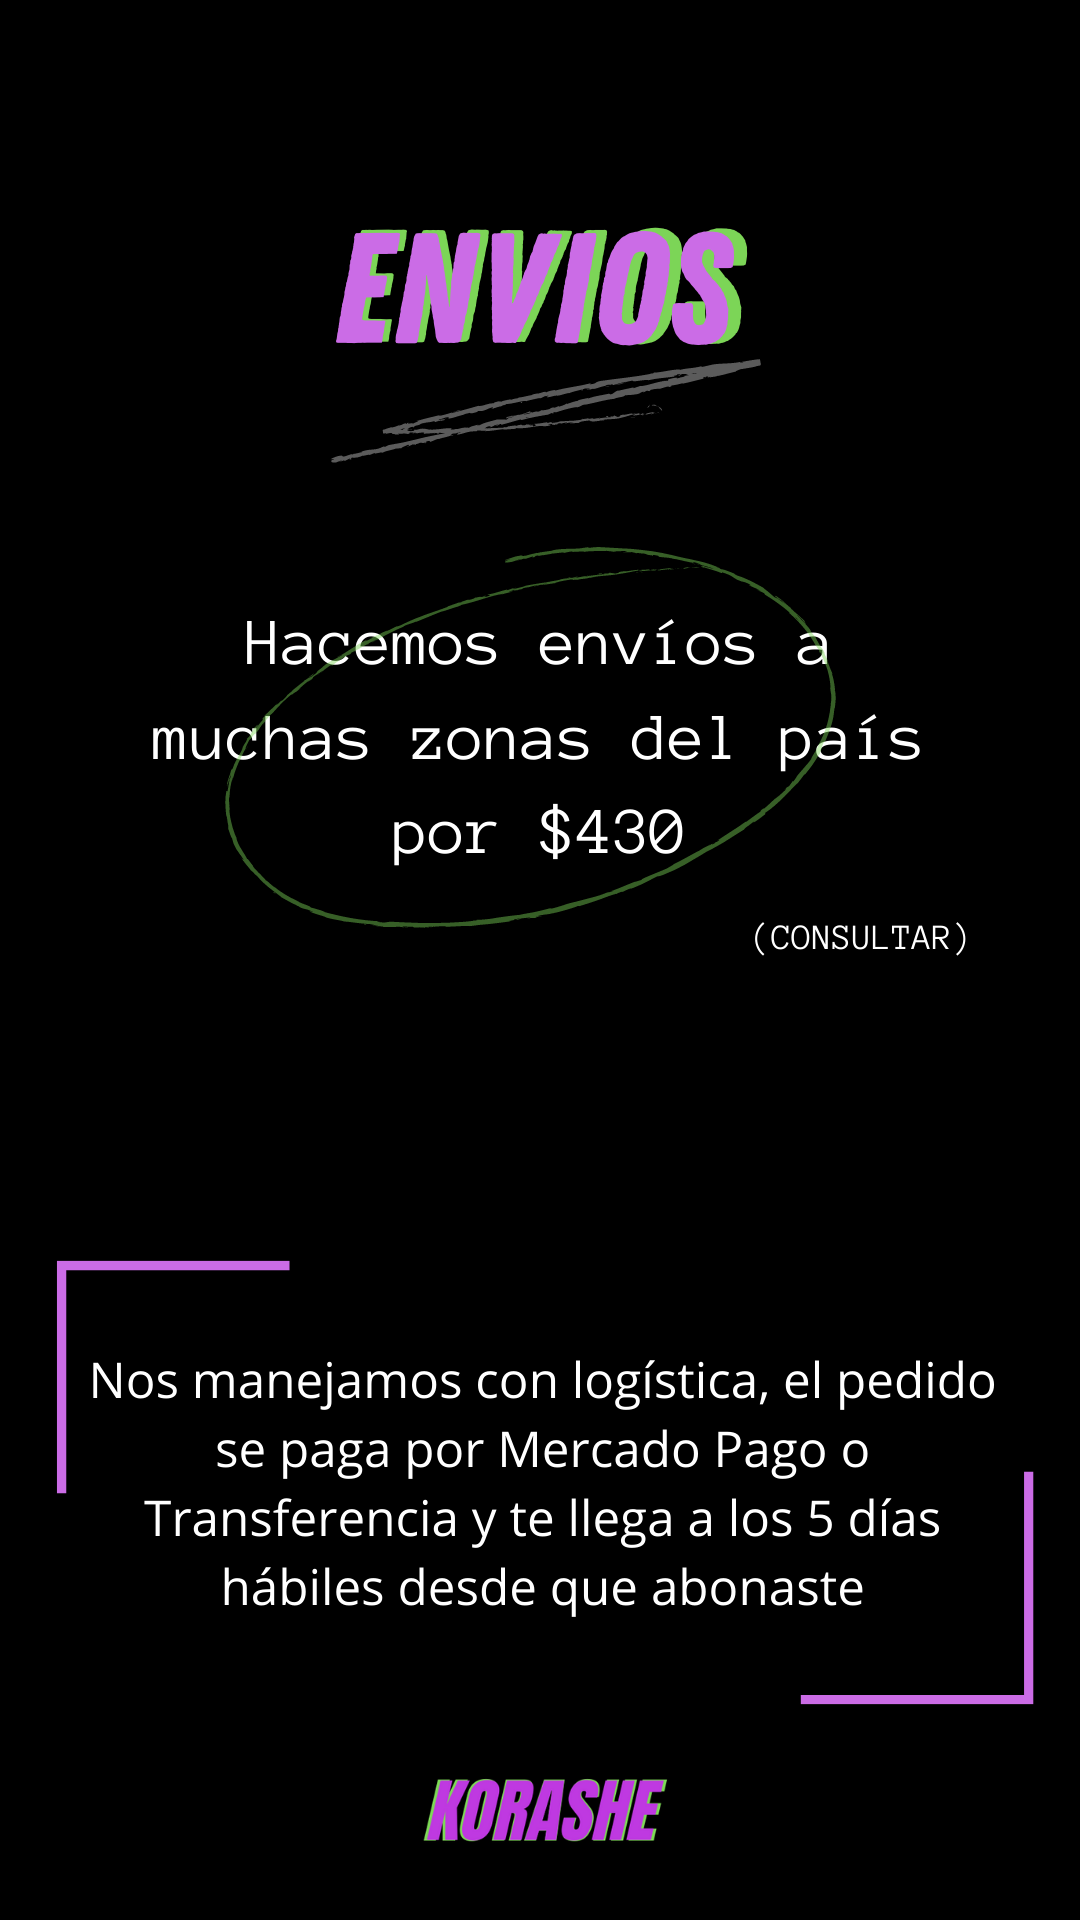 ENVIOS
Hacemos envíos a
muchas zonas del país
por $430
(CONSULTAR)
Nos manejamos con logística, el pedido
se paga por Mercado Pago o
Transferencia y te llega a los 5 días
hábiles desde que abonaste
KORASHE